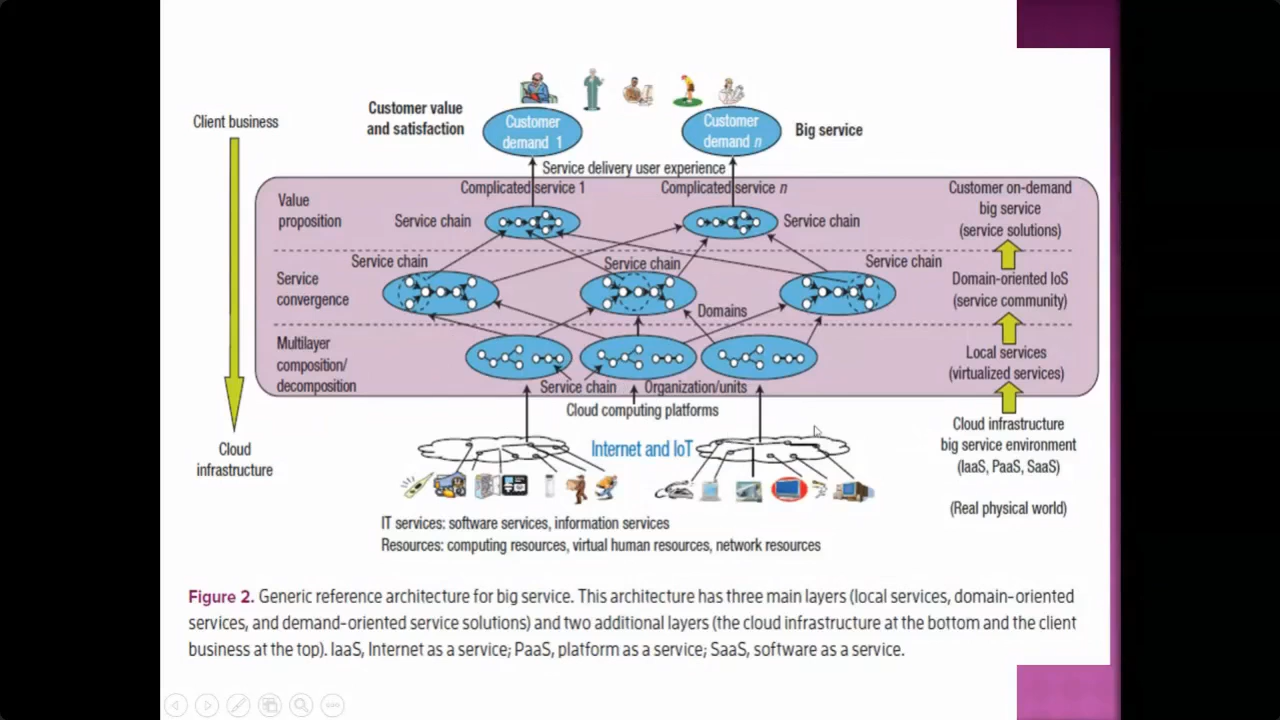 Client business
Customer value
and satisfaction
Customer
demand 1
Customer
demand n
Big service
Service delivery user experience
Complicated service 1
Complicated service n
Value
proposition
Service chain
Service chain
Customer on-demand
big service
(service solutions)
Service chain
Service chain
Service chain
Service
convergence
Domain-oriented IoS
(service community)
Domains
Multilayer
composition/
decomposition
Local services
(virtualized services)
Service chain
Organization/units
Cloud computing platforms
Cloud
infrastructure
Internet and IoT
Cloud infrastructure
big service environment
(IaaS, PaaS, SaaS)
(Real physical world)
IT services: software services, information services
Resources: computing resources, virtual human resources, network resources
Figure 2. Generic reference architecture for big service. This architecture has three main layers (local services, domain-oriented
services, and demand-oriented service solutions) and two additional layers (the cloud infrastructure at the bottom and the client
business at the top). IaaS, Internet as a service; PaaS, platform as a service; SaaS, software as a service.